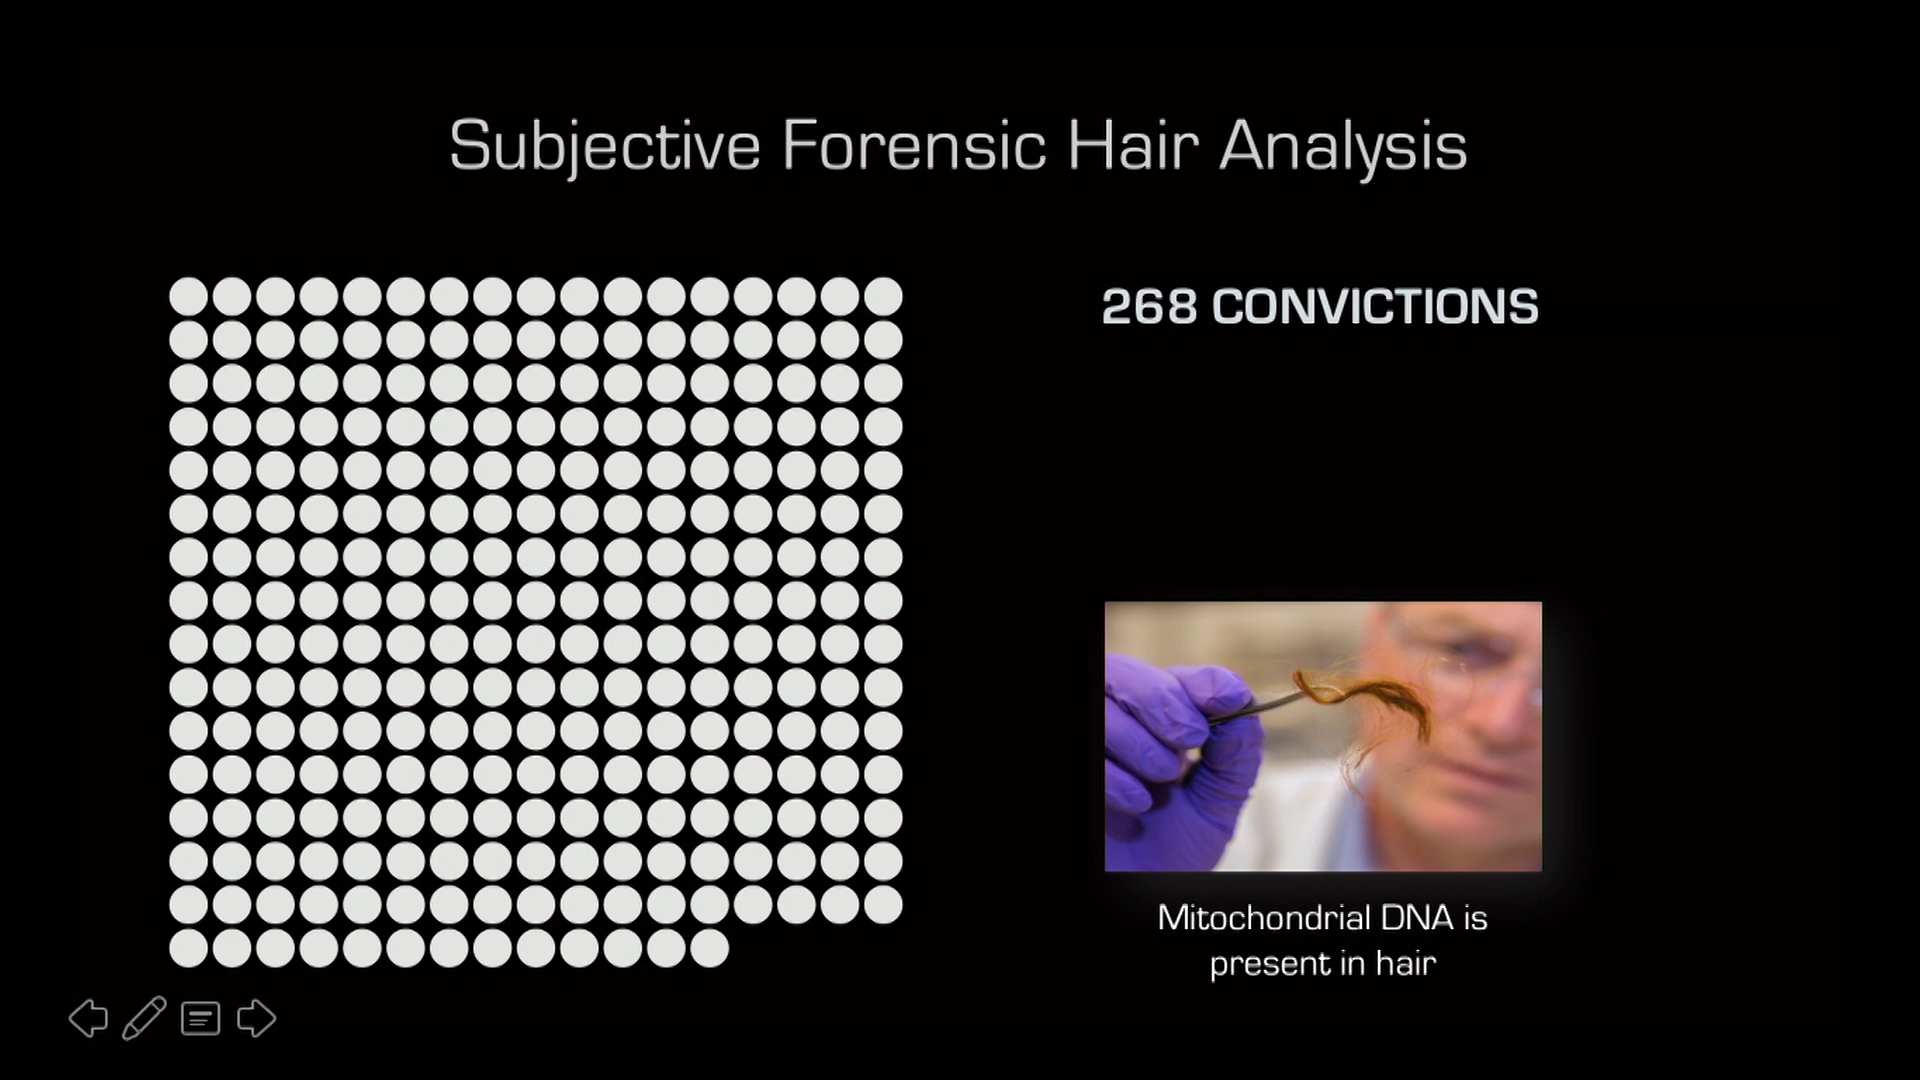 Subjective Forensic Hair Analysis
268 CONVICTIONS
Mitochondrial DNA is
present in hair